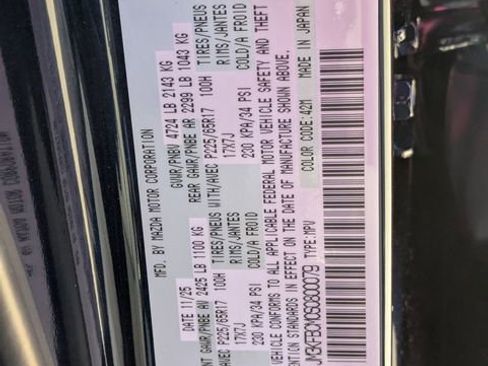 MFD. BY MAZDA MOTOR CORPORATION
DATE 11/25 GVWR/PNBV 4724 LB 2143 KG
GAWR/PNBE AV 2425 LB 1100 KG REAR GAWR/PNBE AR 2299 LB 1043 KG
P225/65R17 100H TIRES/PNEUS WITH/AVEC P225/65R17 100H TIRES/PNEUS
17X7J RIMS/JANTES 17X7J RIMS/JANTES
230 KPA/34 PSI COLD/A FROID 230 KPA/34 PSI COLD/A FROID
VEHICLE CONFORMS TO ALL APPLICABLE FEDERAL MOTOR VEHICLE SAFETY AND THEFT
STANDARDS IN EFFECT ON THE DATE OF MANUFACTURE SHOWN ABOVE.
COLOR CODE:42M MADE IN JAPAN
TYPE:MPV